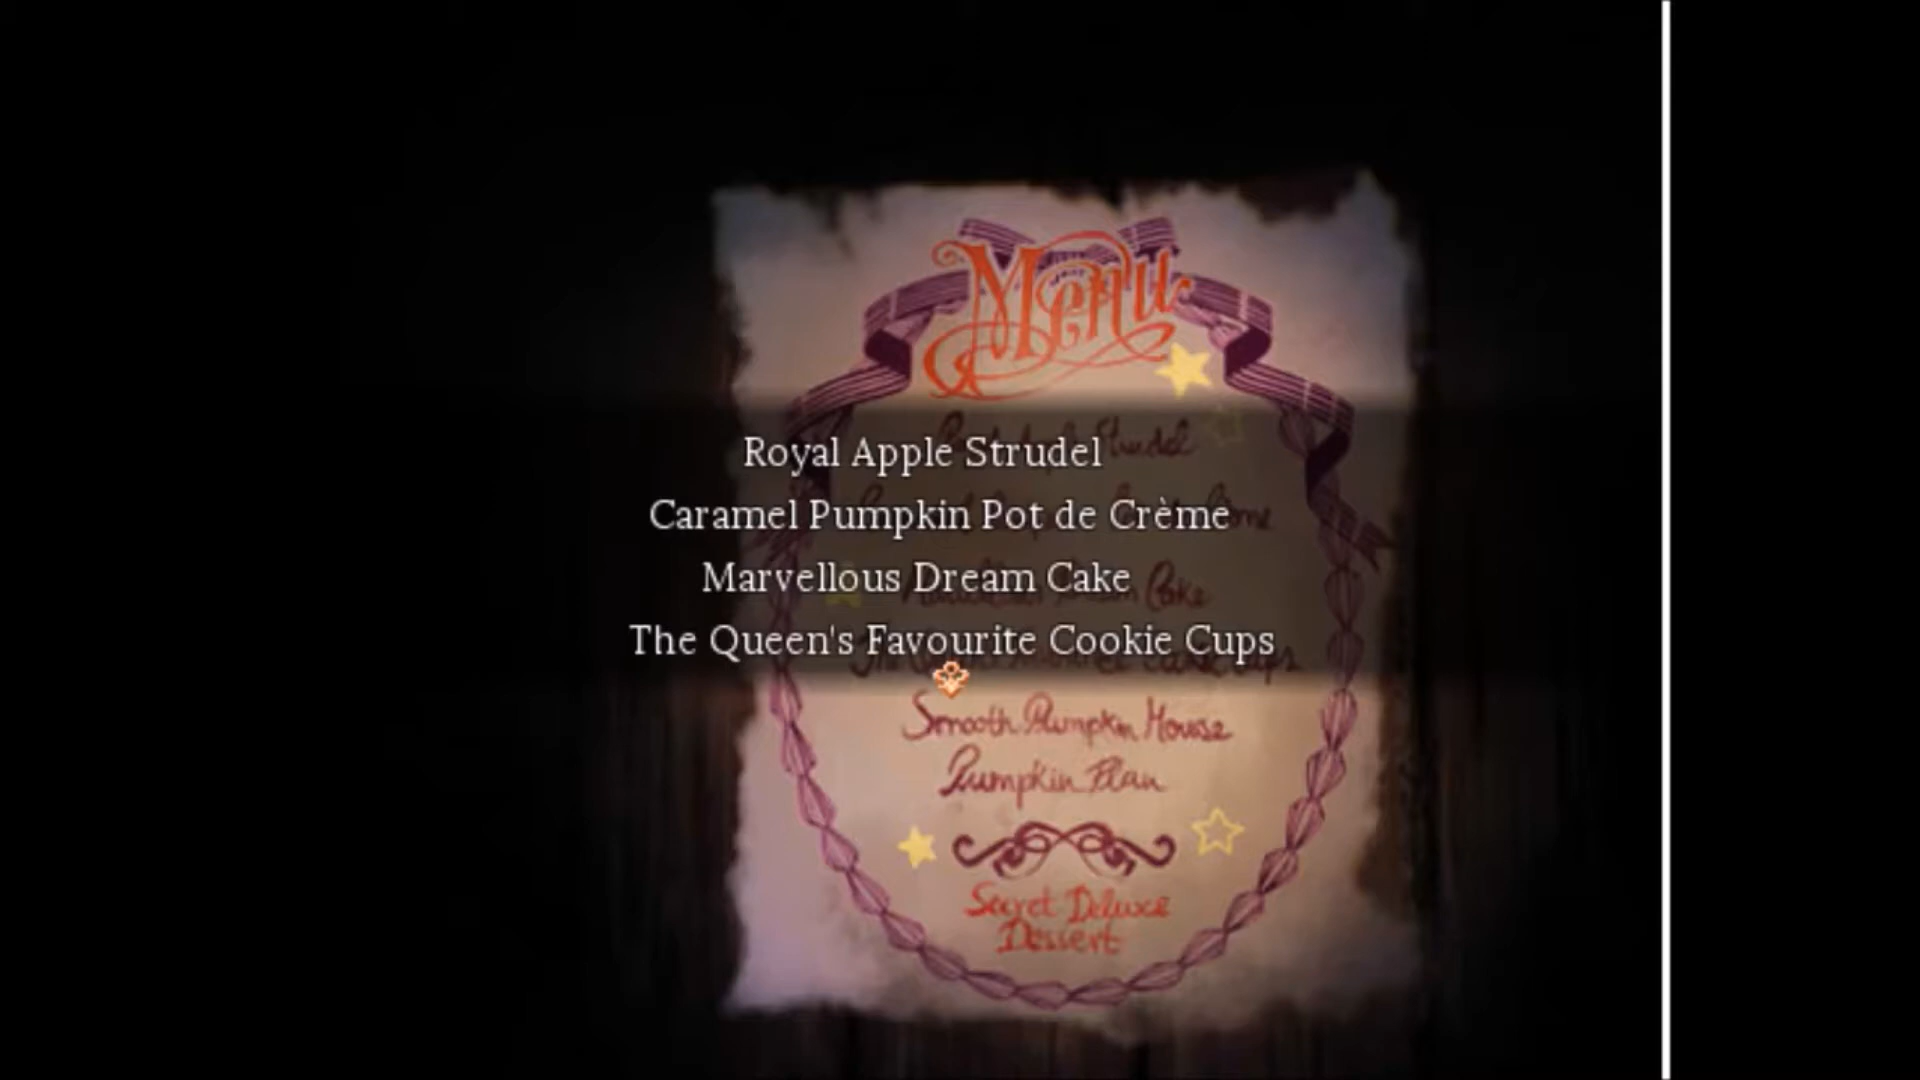 Menu
Royal Apple Strudel
Caramel Pumpkin Pot de Crème
Marvellous Dream Cake
The Queen's Favourite Cookie Cups
Smooth Pumpkin Mousse
Pumpkin Flan
Secret Deluxe
Dessert